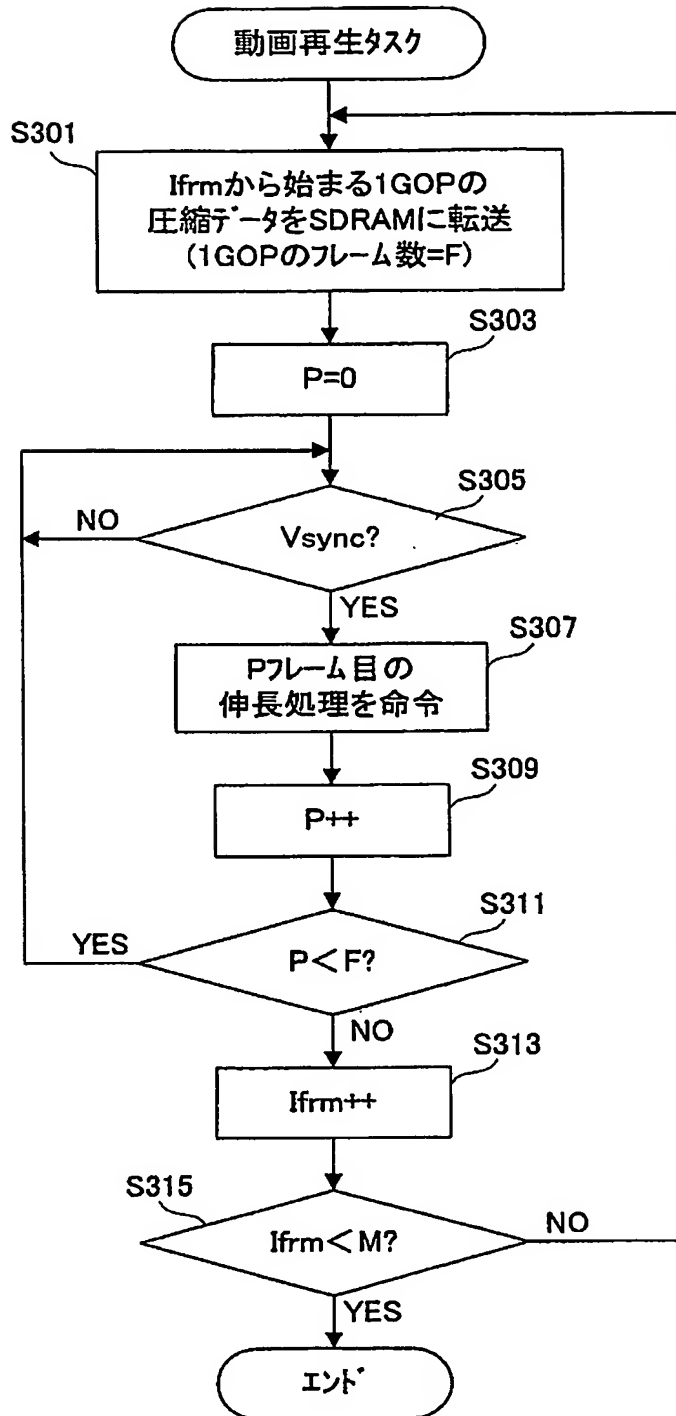 動画再生タスク
S301
Ifrmから始まる1GOPの
圧縮データをSDRAMに転送
(1GOPのフレーム数=F)
S303
P=0
S305
NO
Vsync?
YES
S307
Pフレーム目の
伸長処理を命令
S309
P++
S311
YES
P<F?
NO
S313
Ifrm++
S315
Ifrm<M?
NO
YES
エンド